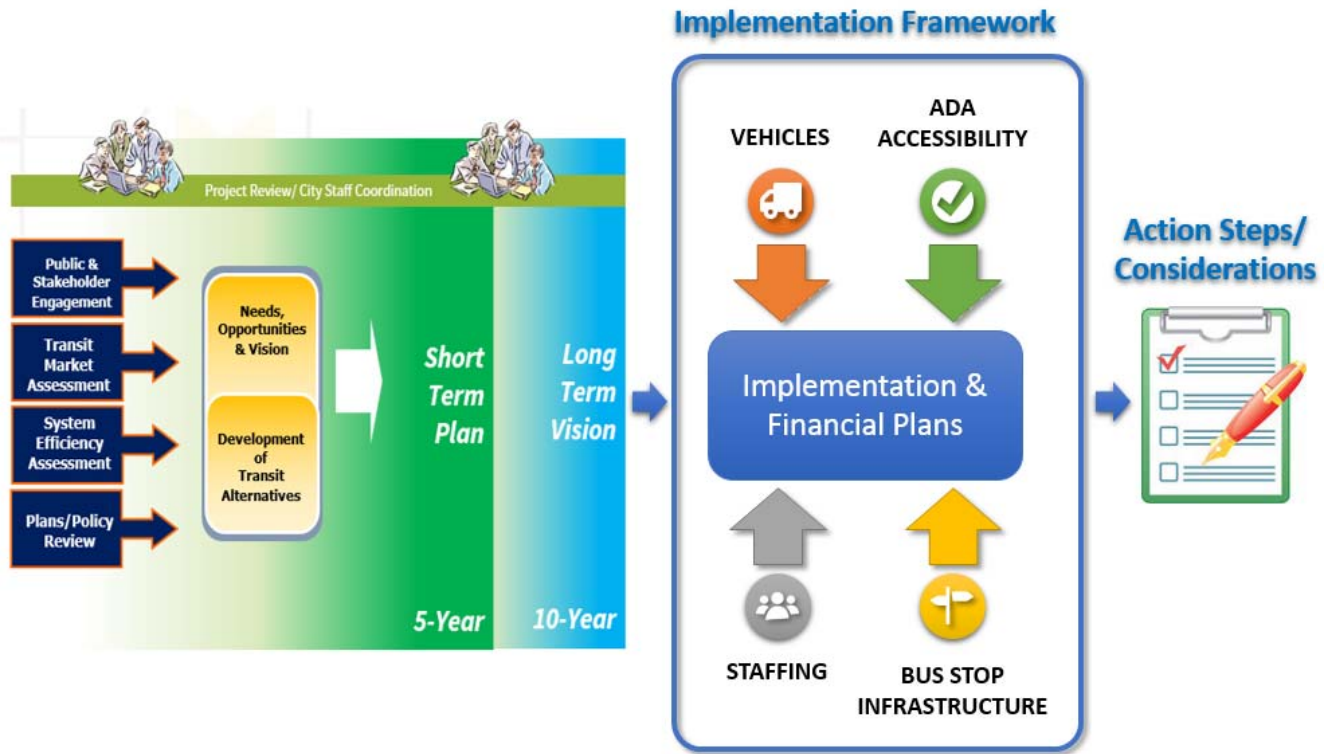 Implementation Framework
Project Review/ City Staff Coordination
Public &
Stakeholder
Engagement
Transit
Market
Assessment
System
Efficiency
Assessment
Plans/Policy
Review
Needs,
Opportunities
& Vision
Development
of
Transit
Alternatives
Short
Term
Plan
5-Year
Long
Term
Vision
10-Year
VEHICLES
ADA
ACCESSIBILITY
Implementation &
Financial Plans
STAFFING
BUS STOP
INFRASTRUCTURE
Action Steps/
Considerations